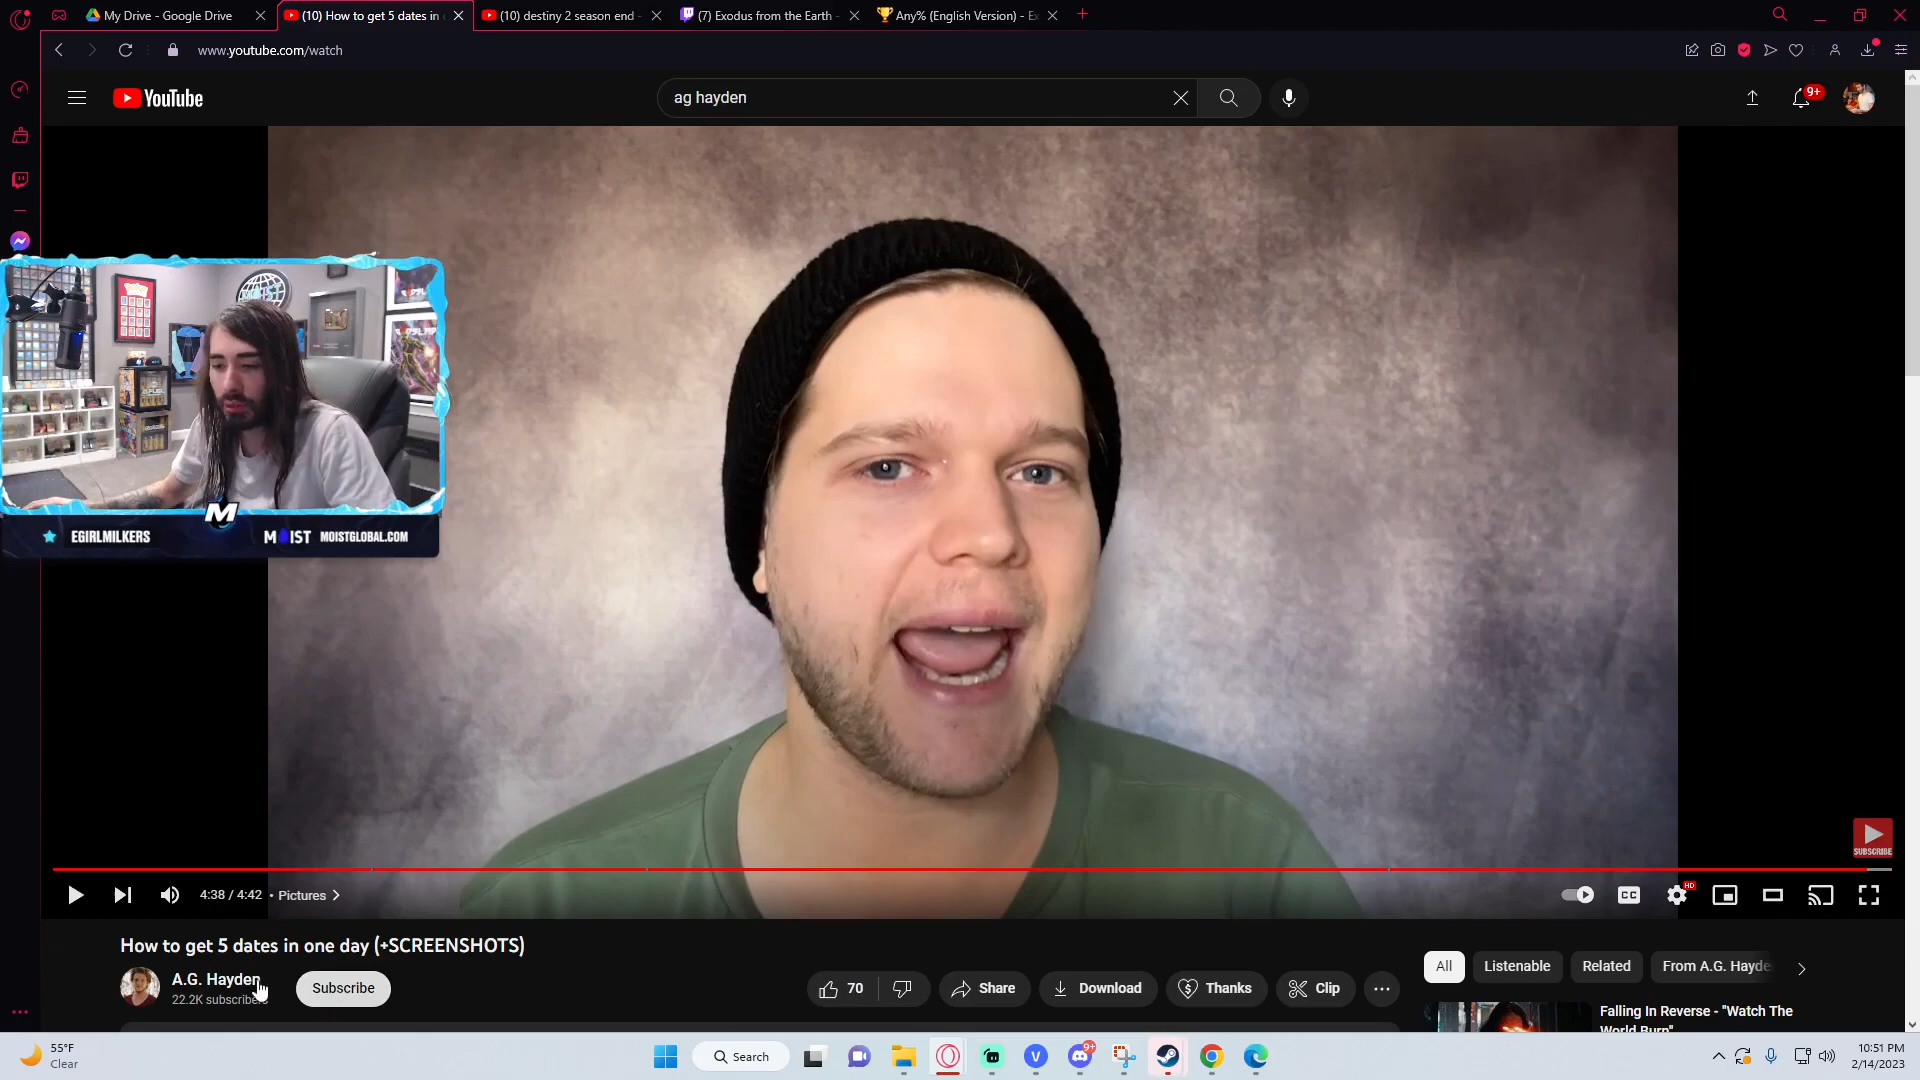 My Drive - Google Drive
(10) How to get 5 dates in
(10) destiny 2 season end -
(7) Exodus from the Earth -
Any% (English Version) - Ex
www.youtube.com/watch
YouTube
ag hayden
9+
MOIST
EGIRLMILKERS
M
MOIST
MOISTGLOBAL.COM
SUBSCRIBE
4:38 / 4:42
• Pictures
CC
HD
How to get 5 dates in one day (+SCREENSHOTS)
A.G. Hayden
22.2K subscribers
Subscribe
70
Share
Download
Thanks
Clip
All
Listenable
Related
From A.G. Hayde
Falling In Reverse - "Watch The
World Burn"
55°F
Clear
Search
V
9+
10:51 PM
2/14/2023